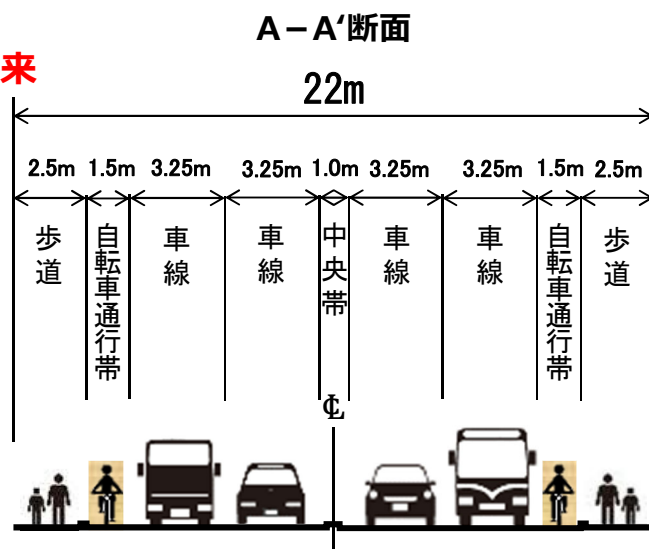 A－A‘断面
来
22m
2.5m 1.5m 3.25m 3.25m 1.0m 3.25m 3.25m 1.5m 2.5m
歩道
自転車通行帯
車線
車線
中央帯
車線
車線
自転車通行帯
歩道
℄